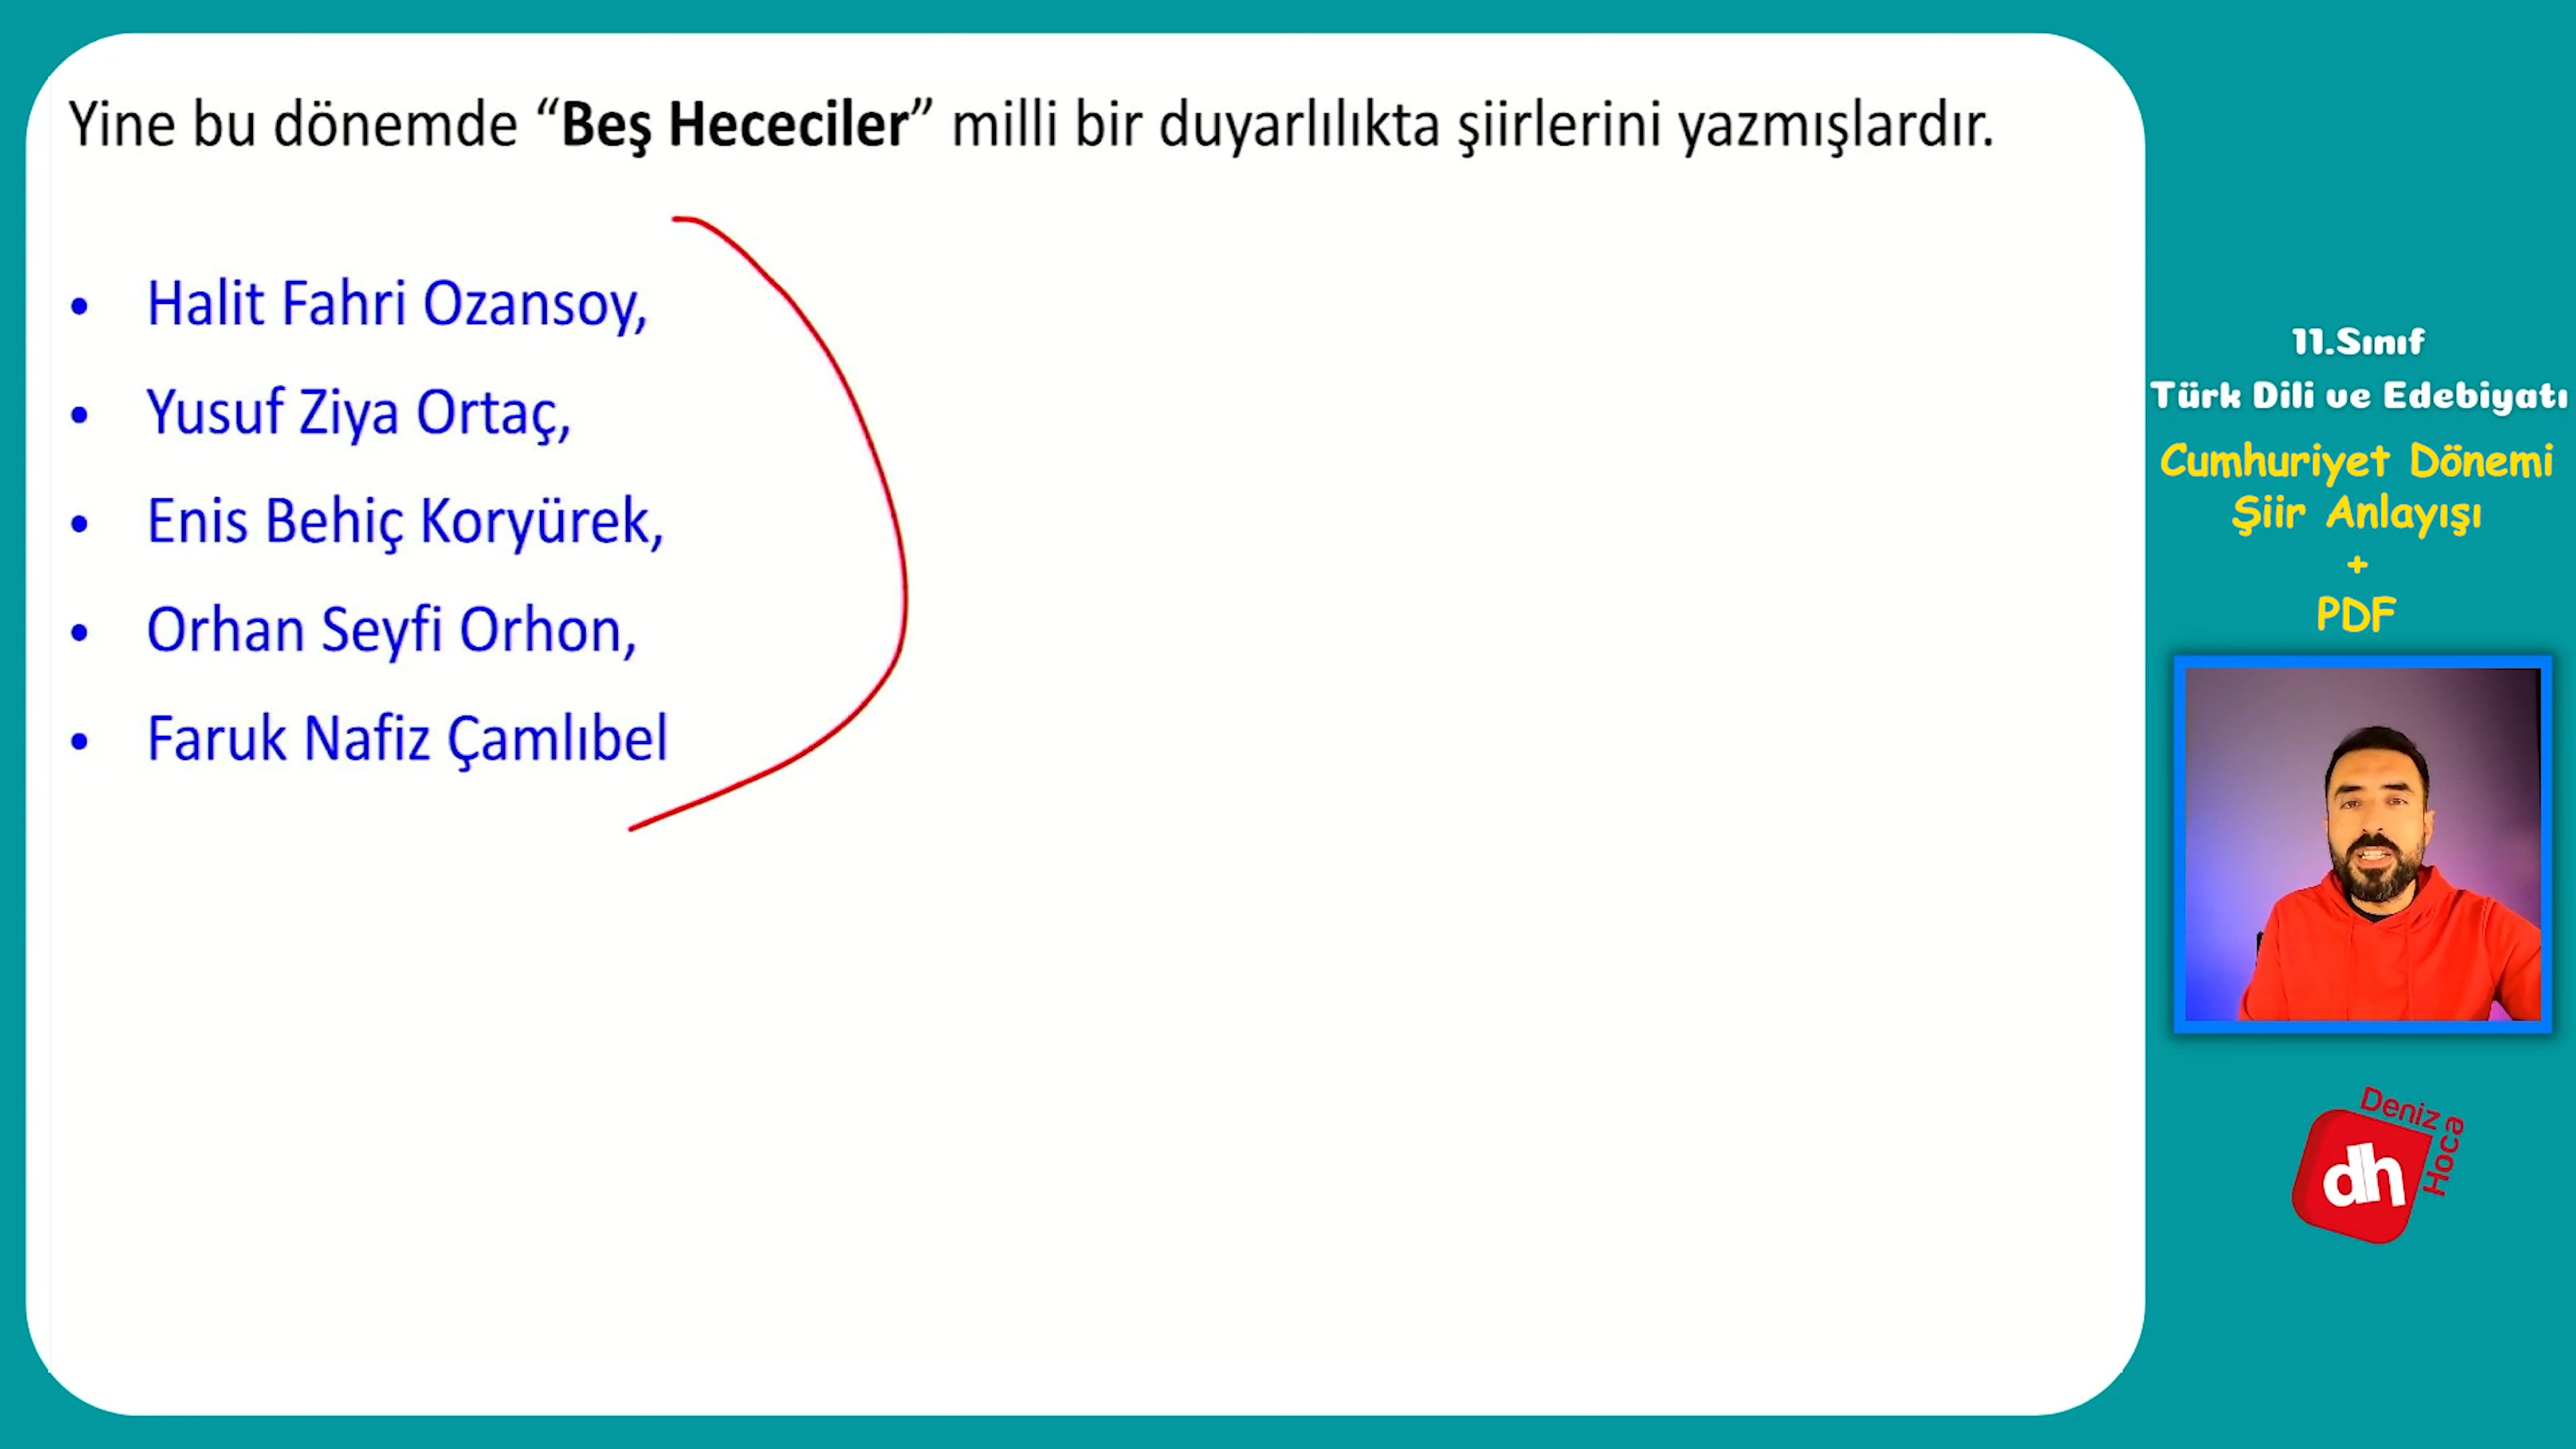 Yine bu dönemde “Beş Hececiler” milli bir duyarlılıkta şiirlerini yazmışlardır.
• Halit Fahri Ozansoy,
• Yusuf Ziya Ortaç,
• Enis Behiç Koryürek,
• Orhan Seyfi Orhon,
• Faruk Nafiz Çamlıbel
11.Sınıf
Türk Dili ve Edebiyatı
Cumhuriyet Dönemi
Şiir Anlayışı
+
PDF
Deniz Hoca
dh